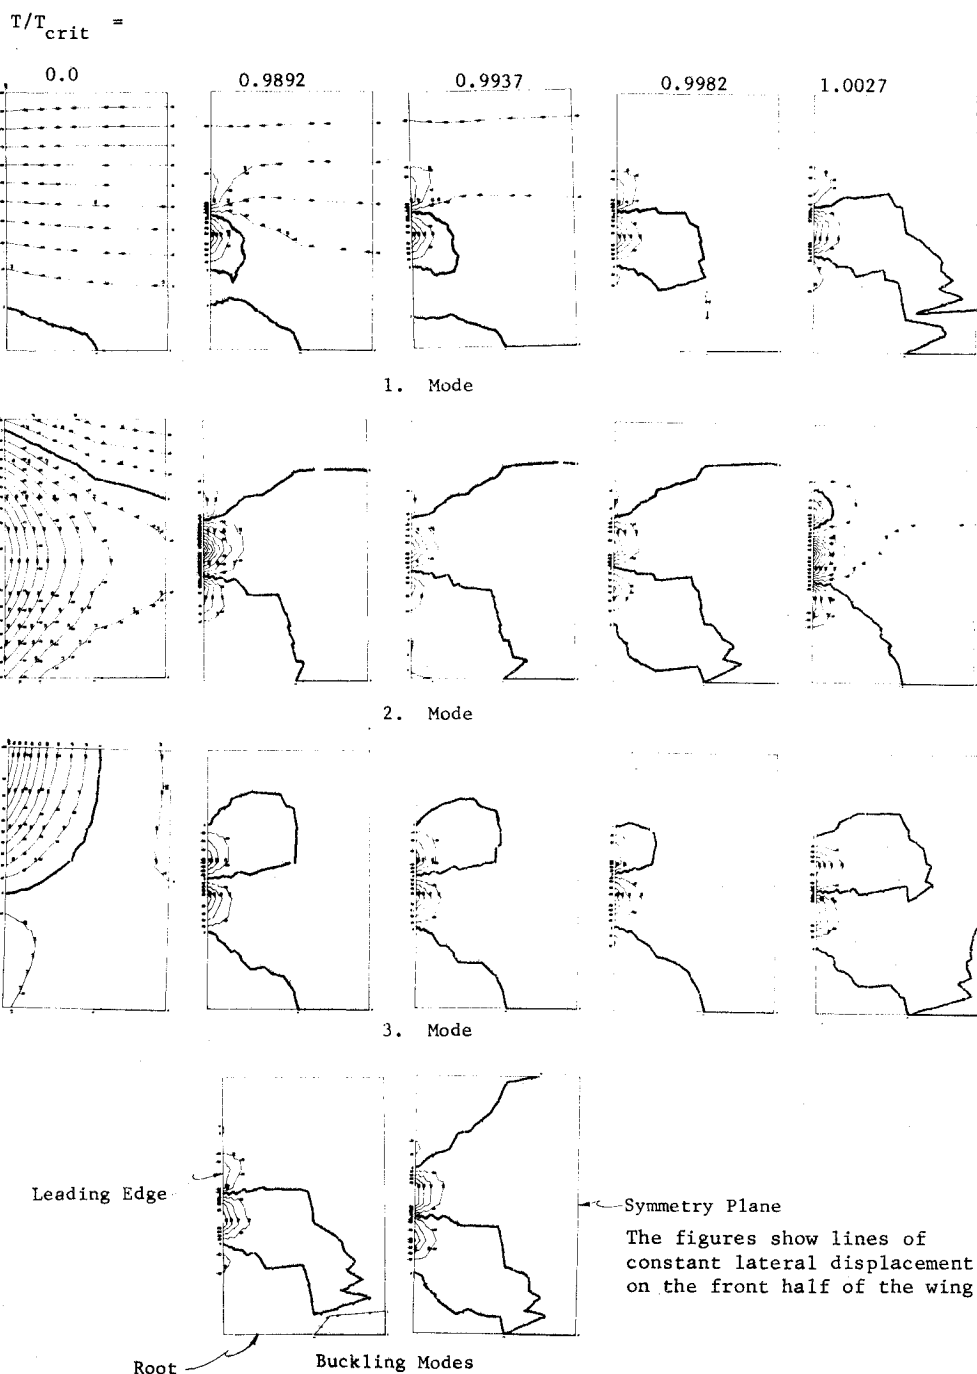 T/Tcrit =
0.0
0.9892
0.9937
0.9982
1.0027
1. Mode
2. Mode
3. Mode
Leading Edge
Symmetry Plane
The figures show lines of
constant lateral displacement
on the front half of the wing
Root
Buckling Modes